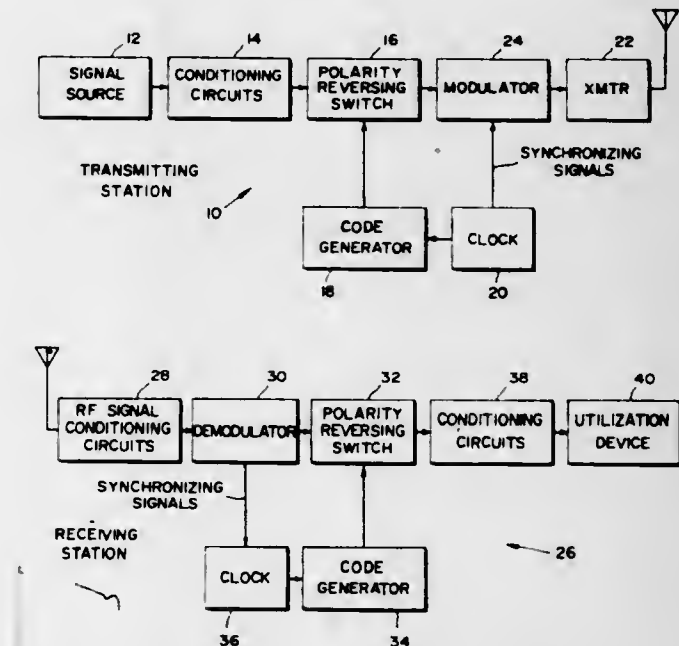 12
14
16
24
22
SIGNAL
SOURCE
CONDITIONING
CIRCUITS
POLARITY
REVERSING
SWITCH
MODULATOR
XMTR
SYNCHRONIZING
SIGNALS
TRANSMITTING
STATION
10
CODE
GENERATOR
CLOCK
18
20
28
30
32
38
40
RF SIGNAL
CONDITIONING
CIRCUITS
DEMODULATOR
POLARITY
REVERSING
SWITCH
CONDITIONING
CIRCUITS
UTILIZATION
DEVICE
SYNCHRONIZING
SIGNALS
RECEIVING
STATION
26
CLOCK
CODE
GENERATOR
36
34